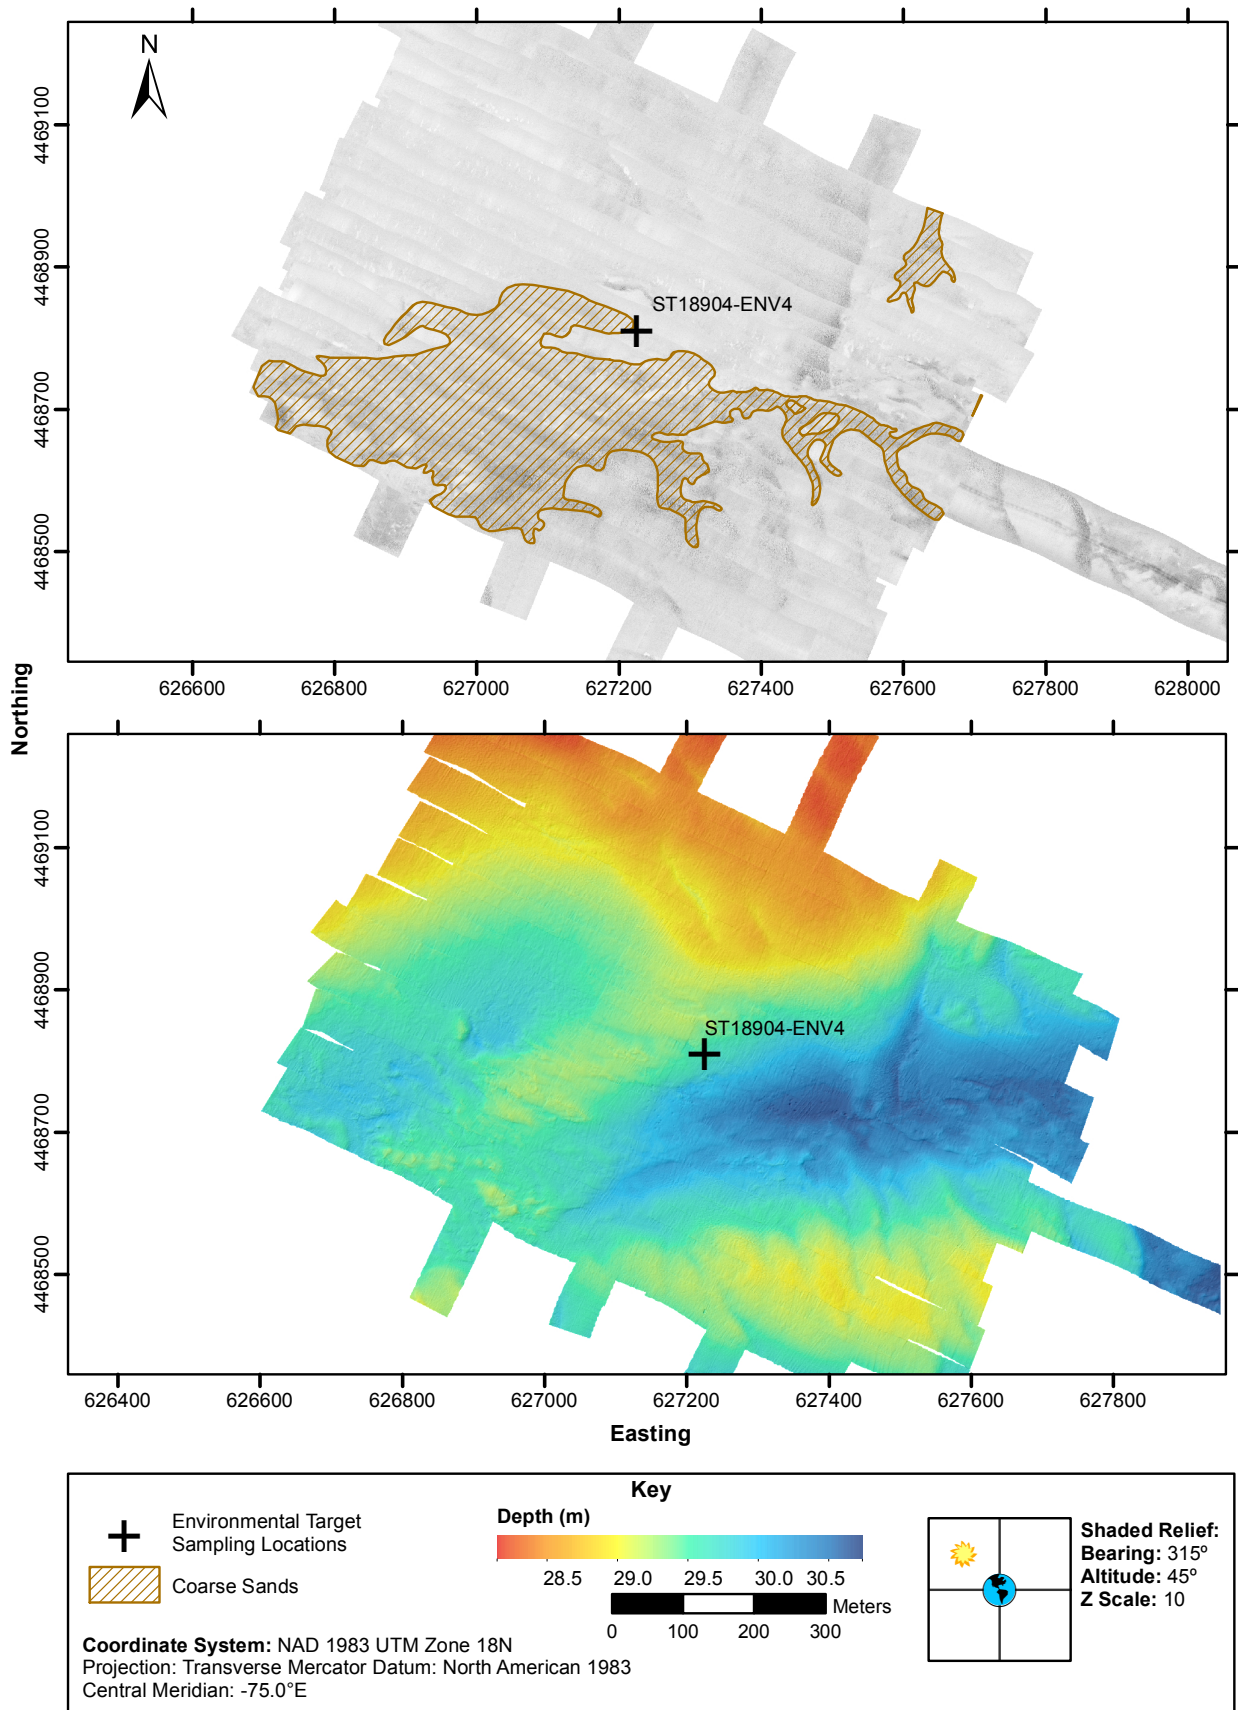 N
4469100
4468900
4468700
4468500
ST18904-ENV4
626600 626800 627000 627200 627400 627600 627800 628000
Northing
4469100
4468900
4468700
4468500
ST18904-ENV4
626400 626600 626800 627000 627200 627400 627600 627800
Easting
Key
Environmental Target
Sampling Locations
Coarse Sands
Depth (m)
28.5 29.0 29.5 30.0 30.5
Meters
0 100 200 300
Shaded Relief:
Bearing: 315º
Altitude: 45º
Z Scale: 10
Coordinate System: NAD 1983 UTM Zone 18N
Projection: Transverse Mercator Datum: North American 1983
Central Meridian: -75.0°E